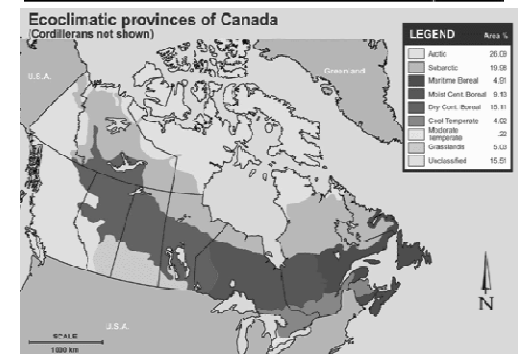 Ecoclimatic provinces of Canada
(Cordillerans not shown)
LEGEND Area %
Arctic 26.09
Subarctic 19.98
Maritime Boreal 4.91
Moist Cont. Boreal 9.13
Dry Cont. Boreal
Cool Temperate 4.02
Moderate
Temperate .22
Grasslands 5.03
Unclassified 15.51
U.S.A.
Greenland
U.S.A.
SCALE
1000 km
N